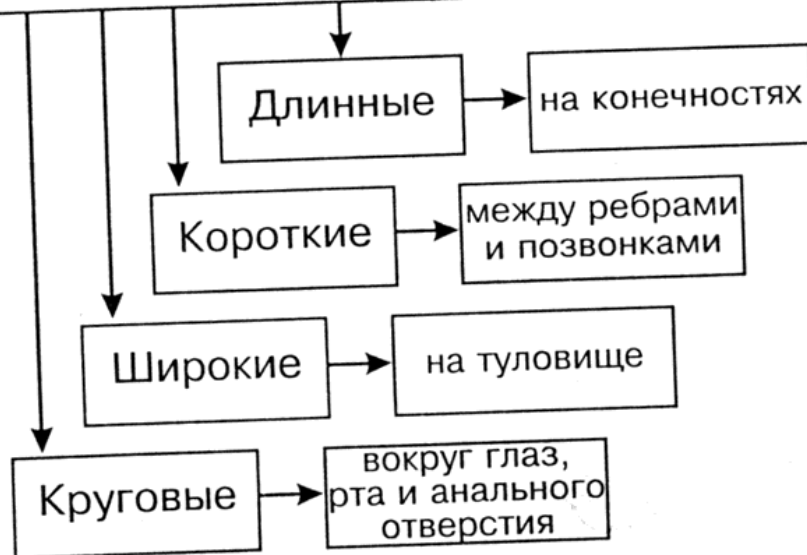 Длинные
на конечностях
Короткие
между ребрами
и позвонками
Широкие
на туловище
Круговые
вокруг глаз,
рта и анального
отверстия